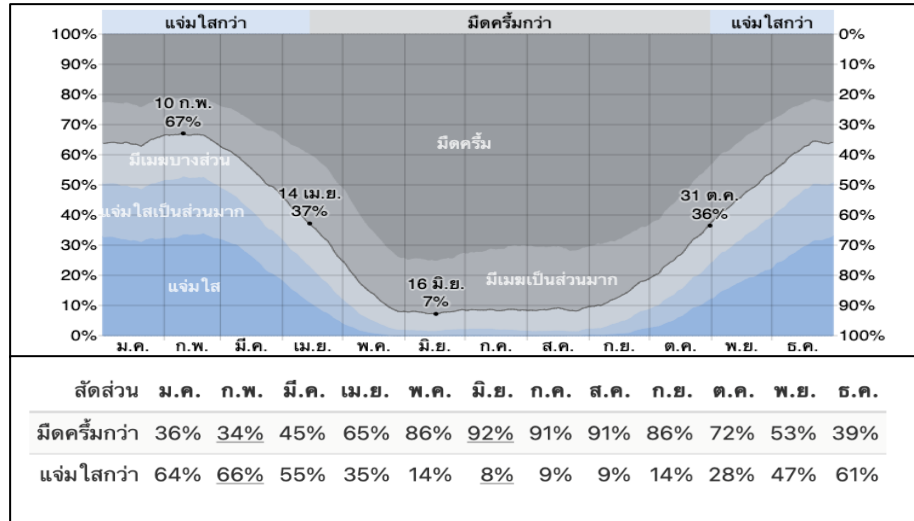 แจ่มใสกว่า มืดครึ้มกว่า แจ่มใสกว่า
100% 0%
90% 10%
80% 20%
10 ก.พ.
67%
70% 30%
มืดครึ้ม
60% 40%
มีเมฆบางส่วน
50% 50%
14 เม.ย.
37%
31 ต.ค.
36%
แจ่มใสเป็นส่วนมาก
40% 60%
30% 70%
20% 80%
16 มิ.ย.
7%
มีเมฆเป็นส่วนมาก
แจ่มใส
10% 90%
0% 100%
ม.ค. ก.พ. มี.ค. เม.ย. พ.ค. มิ.ย. ก.ค. ส.ค. ก.ย. ต.ค. พ.ย. ธ.ค.
สัดส่วน ม.ค. ก.พ. มี.ค. เม.ย. พ.ค. มิ.ย. ก.ค. ส.ค. ก.ย. ต.ค. พ.ย. ธ.ค.
มืดครึ้มกว่า 36% 34% 45% 65% 86% 92% 91% 91% 86% 72% 53% 39%
แจ่มใสกว่า 64% 66% 55% 35% 14% 8% 9% 9% 14% 28% 47% 61%